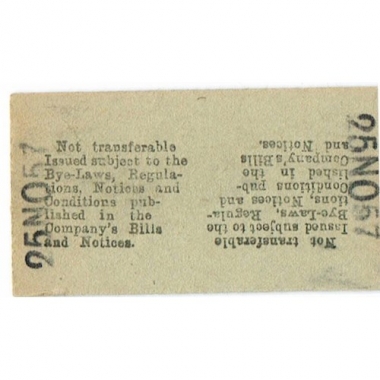 Not transferable
Issued subject to the
Bye-Laws, Regula-
tions, Notices and
Conditions pub-
lished in the
Company's Bills
and Notices.
25NO57
Not transferable
Issued subject to the
Bye-Laws, Regula-
tions, Notices and
Conditions pub-
lished in the
Company's Bills
and Notices.
25NO57